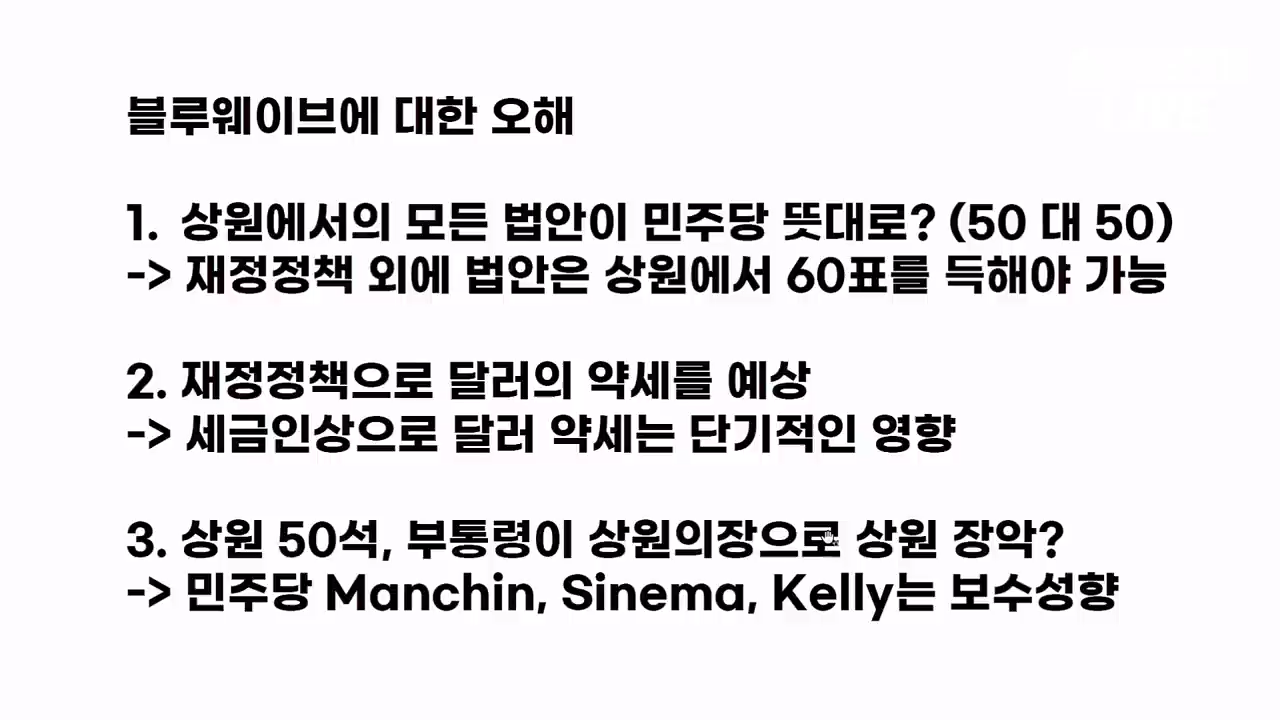 블루웨이브에 대한 오해
1. 상원에서의 모든 법안이 민주당 뜻대로? (50 대 50)
-> 재정정책 외에 법안은 상원에서 60표를 득해야 가능
2. 재정정책으로 달러의 약세를 예상
-> 세금인상으로 달러 약세는 단기적인 영향
3. 상원 50석, 부통령이 상원의장으로 상원 장악?
-> 민주당 Manchin, Sinema, Kelly는 보수성향